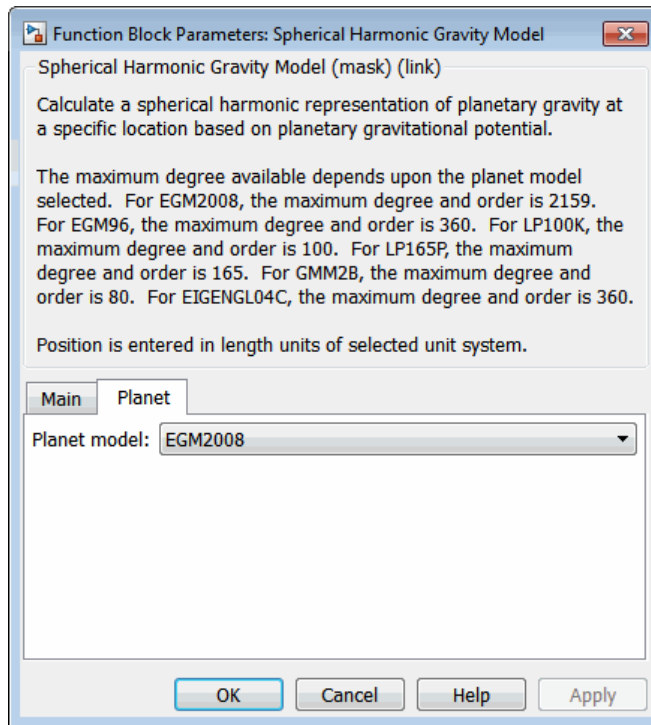 Function Block Parameters: Spherical Harmonic Gravity Model
Spherical Harmonic Gravity Model (mask) (link)
Calculate a spherical harmonic representation of planetary gravity at
a specific location based on planetary gravitational potential.
The maximum degree available depends upon the planet model
selected. For EGM2008, the maximum degree and order is 2159.
For EGM96, the maximum degree and order is 360. For LP100K, the
maximum degree and order is 100. For LP165P, the maximum
degree and order is 165. For GMM2B, the maximum degree and
order is 80. For EIGENGL04C, the maximum degree and order is 360.
Position is entered in length units of selected unit system.
Main Planet
Planet model: EGM2008
OK Cancel Help Apply